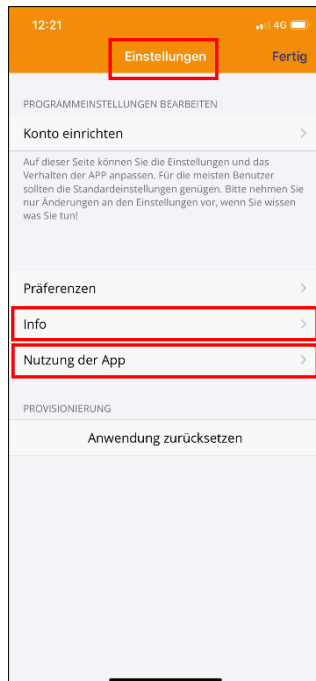 12:21 4G
Einstellungen Fertig
PROGRAMMEINSTELLUNGEN BEARBEITEN
Konto einrichten
Auf dieser Seite können Sie die Einstellungen und das
Verhalten der APP anpassen. Für die meisten Benutzer
sollten die Standardeinstellungen genügen. Bitte nehmen Sie
nur Änderungen an den Einstellungen vor, wenn Sie wissen
was Sie tun!
Präferenzen
Info
Nutzung der App
PROVISIONIERUNG
Anwendung zurücksetzen